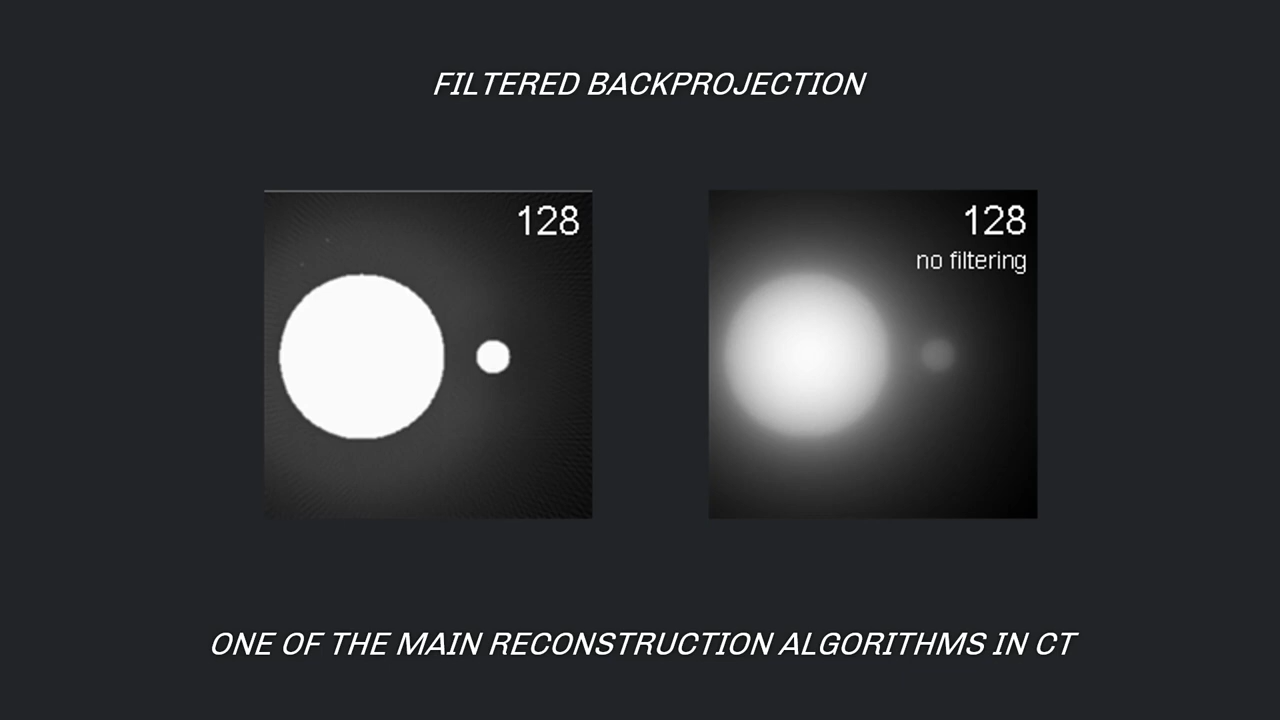 FILTERED BACKPROJECTION
128
128
no filtering
ONE OF THE MAIN RECONSTRUCTION ALGORITHMS IN CT